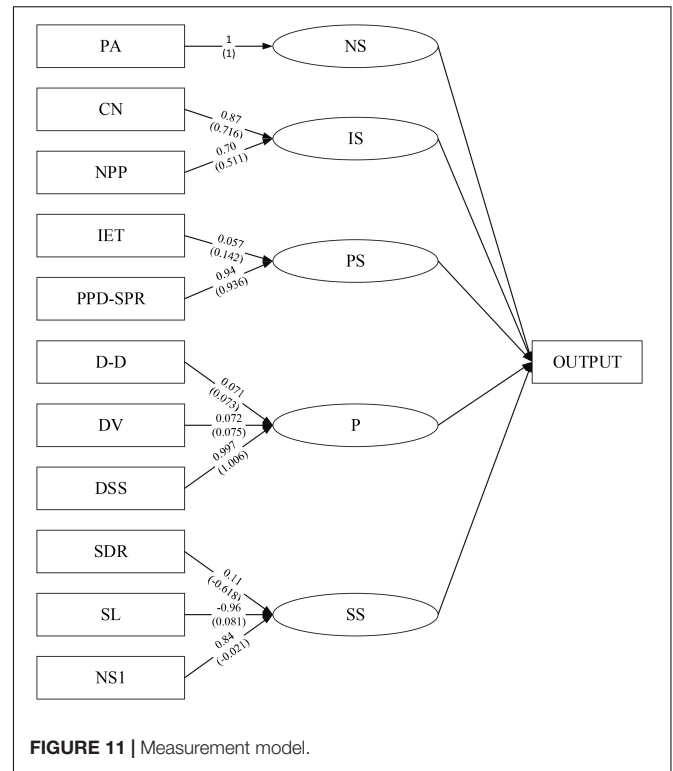 PA
1
(1)
NS
CN
0.87
(0.716)
IS
NPP
0.70
(0.511)
IET
0.057
(0.142)
PS
PPD-SPR
0.94
(0.936)
D-D
0.071
(0.073)
DV
0.072
(0.075)
P
DSS
0.997
(1.006)
OUTPUT
SDR
0.11
(-0.618)
SL
-0.96
(0.081)
SS
NS1
0.84
(-0.021)
FIGURE 11 | Measurement model.